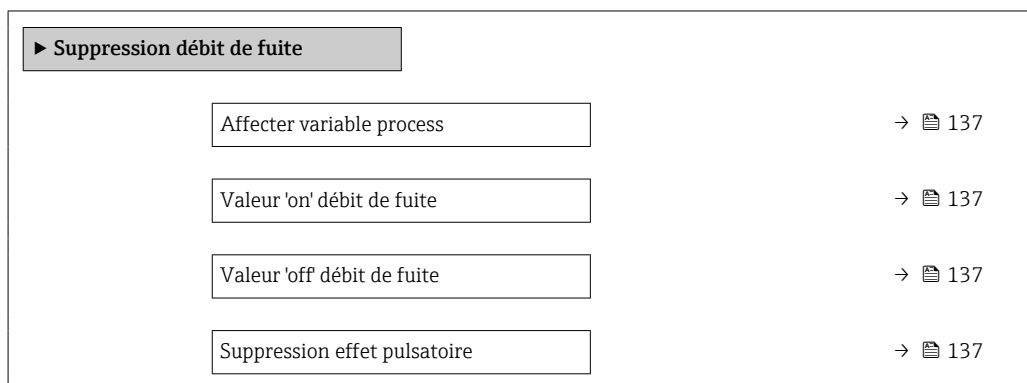 ▶ Suppression débit de fuite
Affecter variable process → 137
Valeur 'on' débit de fuite → 137
Valeur 'off' débit de fuite → 137
Suppression effet pulsatoire → 137